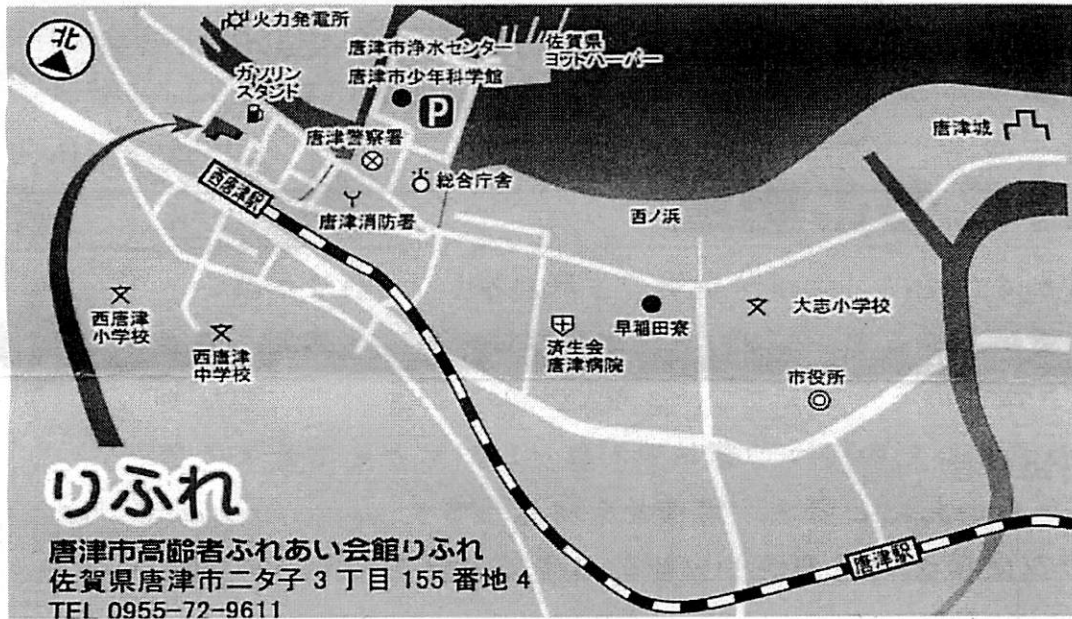 北
火力発電所
唐津市浄水センター
佐賀県
ヨットハーバー
ガソリン
スタンド
唐津市少年科学館
P
唐津警察署
唐津城
総合庁舎
西唐津駅
唐津消防署
西ノ浜
西唐津
小学校
西唐津
中学校
済生会
唐津病院
早稲田寮
大志小学校
市役所
唐津駅
りふれ
唐津市高齢者ふれあい会館りふれ
佐賀県唐津市二タ子3丁目155番地4
TEL 0955-72-9611